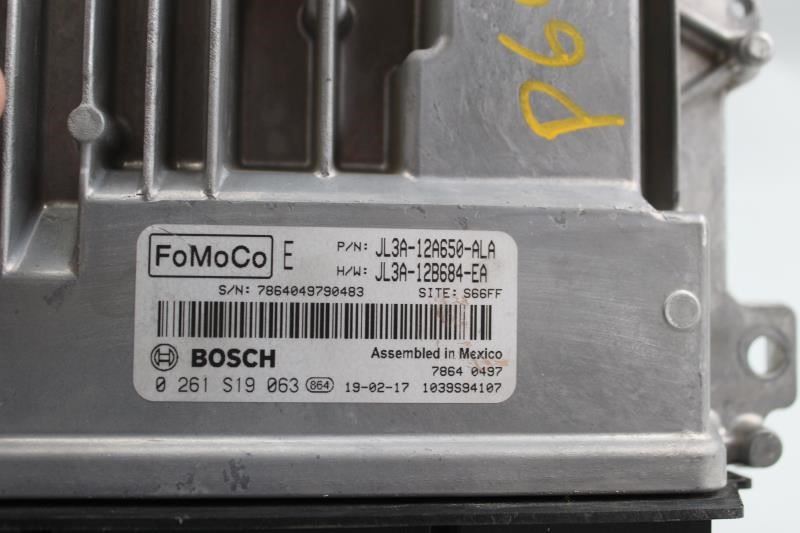 P6
FoMoCo E P/N: JL3A-12A650-ALA
H/W: JL3A-12B684-EA
S/N: 7864049790483 SITE: S66FF
BOSCH Assembled in Mexico
7864 0497
0 261 S19 063 864 19-02-17 1039S94107